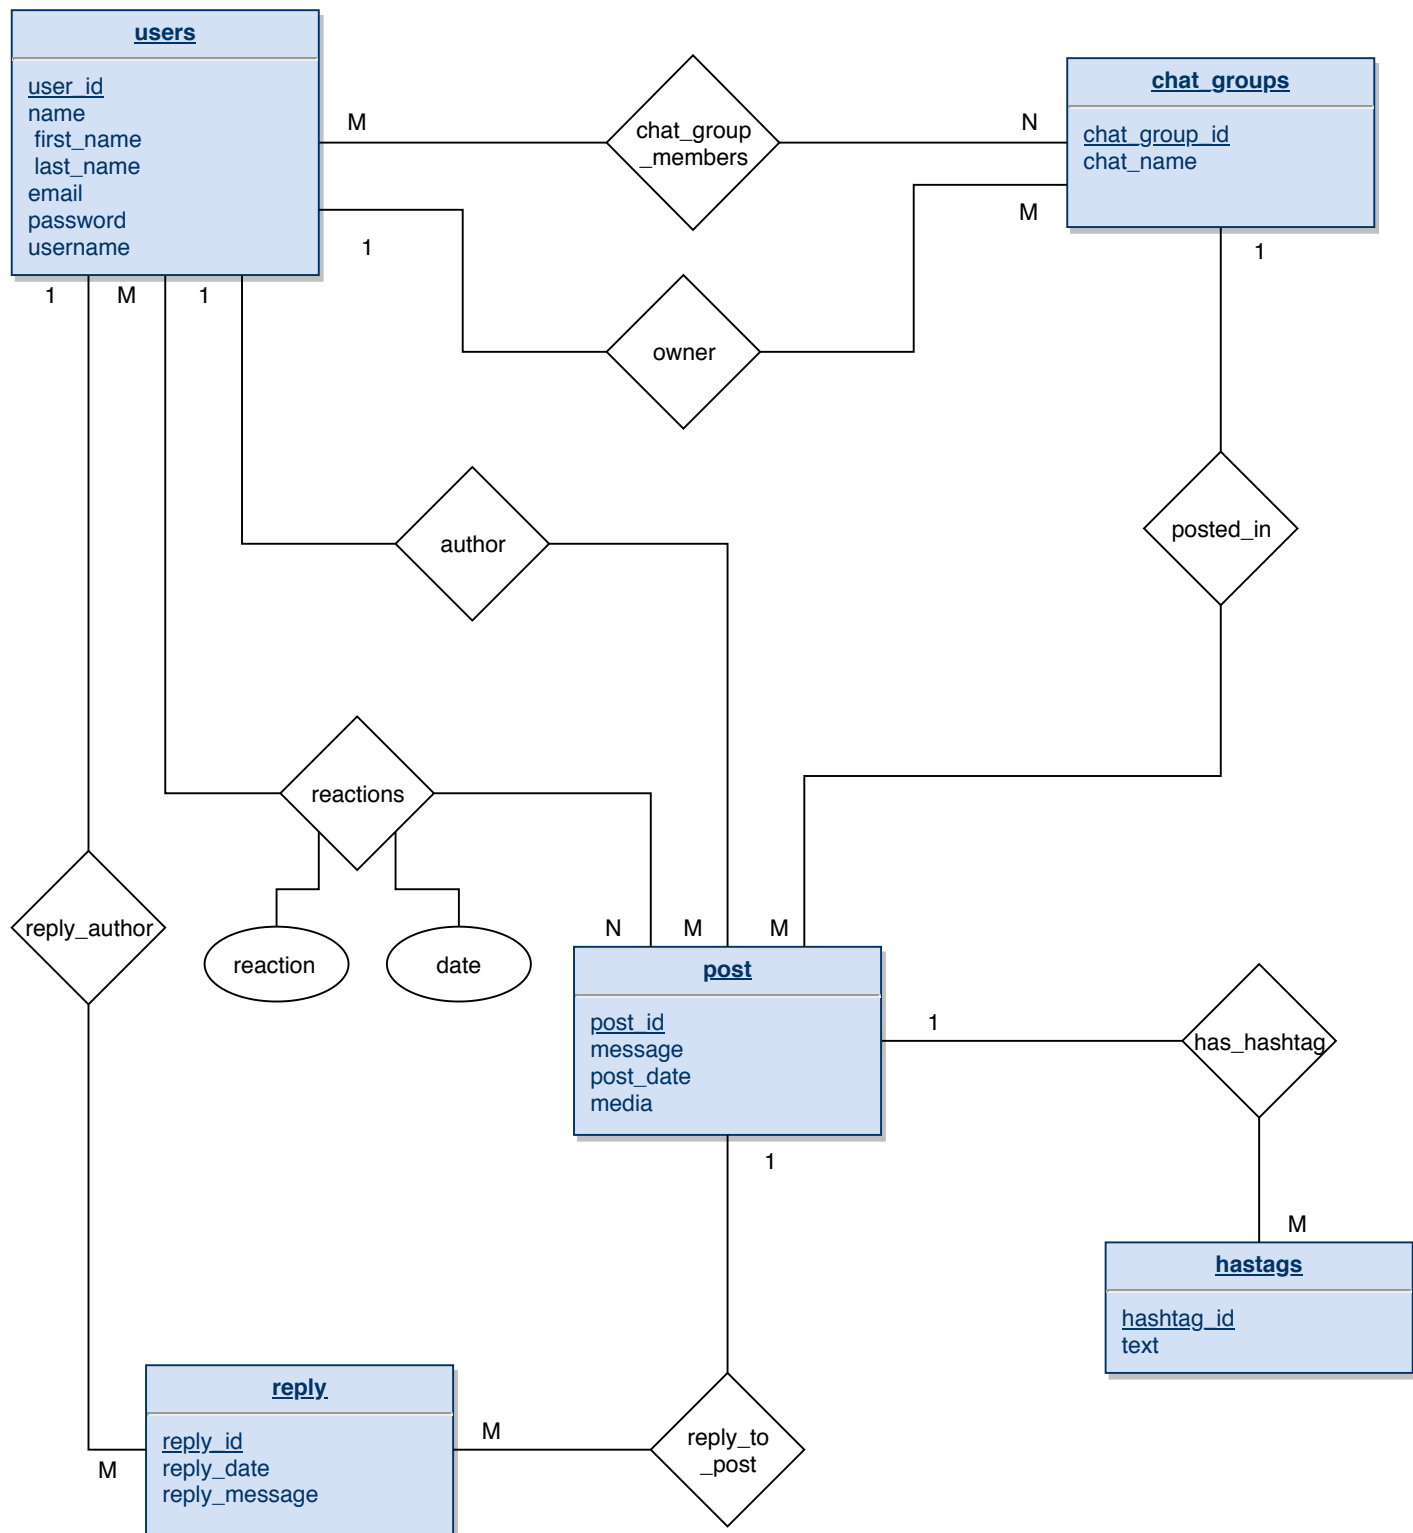 users
user_id
name
first_name
last_name
email
password
username
chat_groups
chat_group_id
chat_name
M
chat_group
_members
N
1
owner
M
1
1
M
1
author
posted_in
reactions
reaction
date
reply_author
N
M
M
post
post_id
message
post_date
media
1
has_hashtag
1
M
hastags
hashtag_id
text
reply
reply_id
reply_date
reply_message
M
M
reply_to
_post